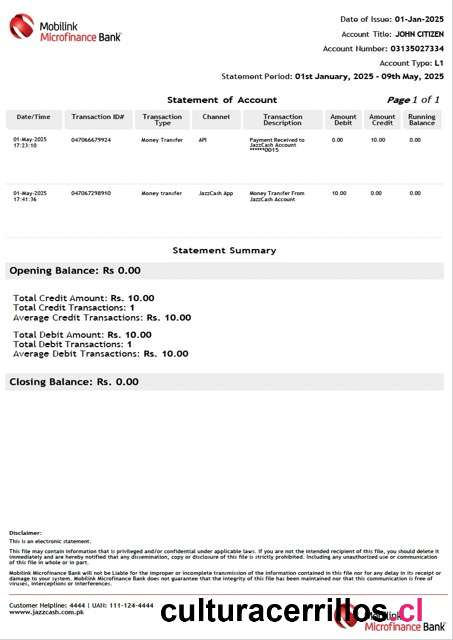 Mobilink
Microfinance Bank
Date of Issue: 01-Jan-2025
Account Title: JOHN CITIZEN
Account Number: 03135027334
Account Type: L1
Statement Period: 01st January, 2025 - 09th May, 2025
Statement of Account
Page 1 of 1
Date/Time Transaction ID# Transaction Type Channel Transaction Description Amount Debit Amount Credit Running Balance
01-May-2025 17:23:10 047066679924 Money Transfer API Payment Received to JazzCash Account ******0015 0.00 10.00 0.00
01-May-2025 17:41:36 047067298910 Money transfer JazzCash App Money Transfer From JazzCash Account 10.00 0.00 0.00
Statement Summary
Opening Balance: Rs 0.00
Total Credit Amount: Rs. 10.00
Total Credit Transactions: 1
Average Credit Transactions: Rs. 10.00
Total Debit Amount: Rs. 10.00
Total Debit Transactions: 1
Average Debit Transactions: Rs. 10.00
Closing Balance: Rs. 0.00
Disclaimer:
This is an electronic statement.
This file may contain information that is privileged and/or confidential under applicable laws. If you are not the intended recipient of this file, you should delete it
immediately and are hereby notified that any dissemination, copy or disclosure of this file is strictly prohibited. Including any unauthorized use or communication
of this file in whole or in part.
Mobilink Microfinance Bank will not be Liable for the improper or incomplete transmission of the information contained in this file nor for any delay in its receipt or
damage to your system. Mobilink Microfinance Bank does not guarantee that the integrity of this file has been maintained nor that this communication is free of
viruses, interceptions or interferences.
Customer Helpline: 4444 | UAN: 111-124-4444
www.jazzcash.com.pk
culturacerrillos.cl
Microfinance Bank